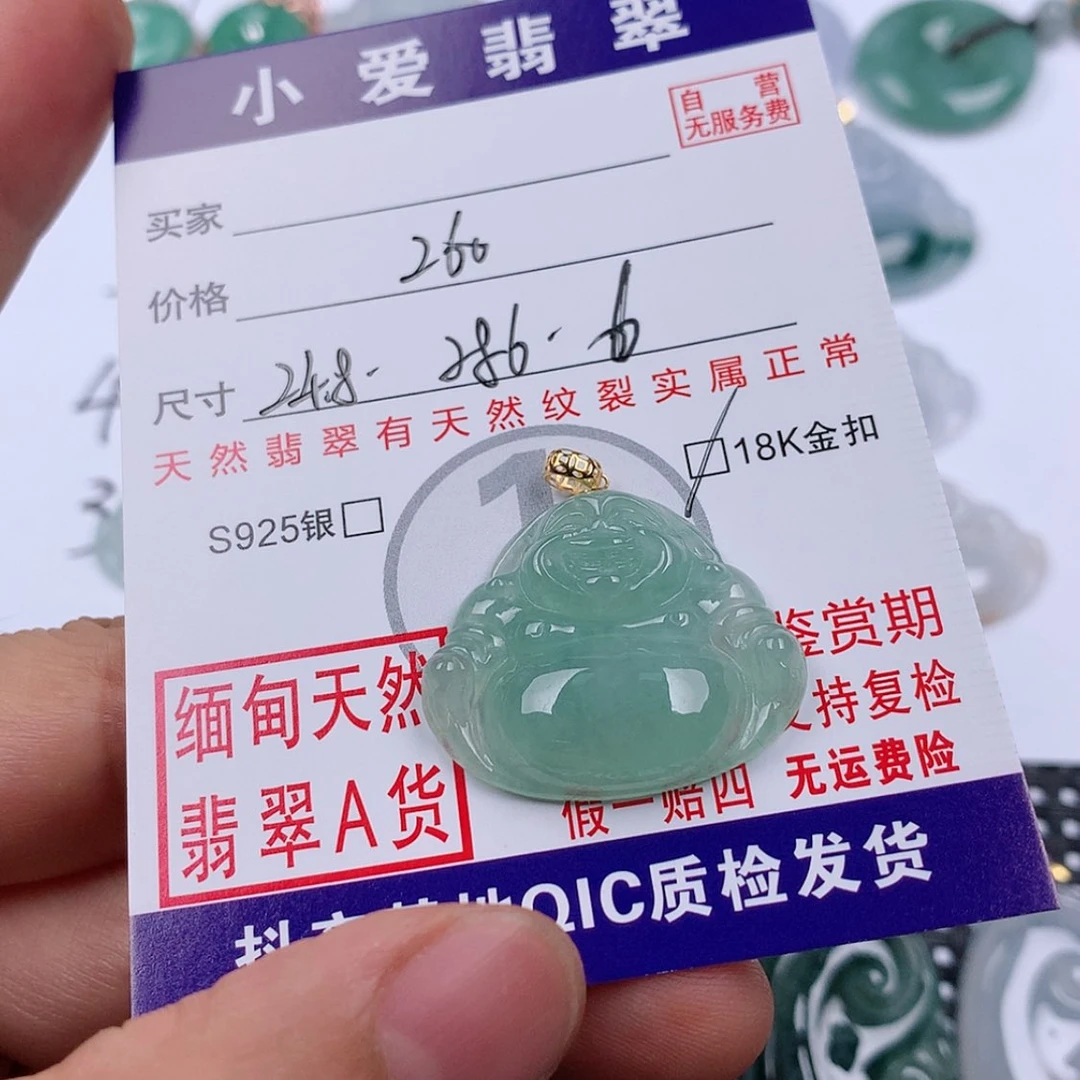 小爱翡翠
自营
无服务费
买家
价格 260
尺寸 24.8. 286. 6
天然翡翠有天然纹裂实属正常
S925银 18K金扣
1
缅甸天然
翡翠A货
鉴赏期
持复检
假一赔四 无运费险
QIC质检发货